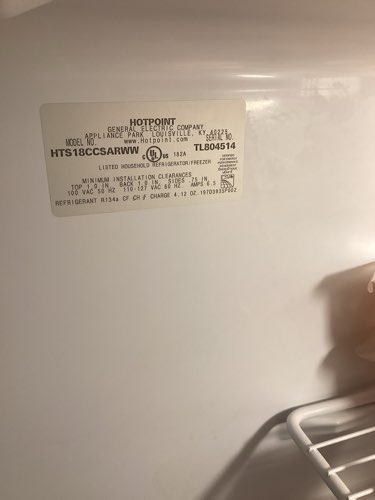 HOTPOINT
GENERAL ELECTRIC COMPANY
APPLIANCE PARK LOUISVILLE, KY 40225
MODEL NO. www.Hotpoint.com SERIAL NO.
HTS18CCSARWW C UL US 182A TL804514
LISTED HOUSEHOLD REFRIGERATOR/FREEZER
MINIMUM INSTALLATION CLEARANCES
TOP 1.0 IN. BACK 1.0 IN. SIDES .75 IN.
100 VAC 50 HZ 110-127 VAC 60 HZ. AMPS 6.5
REFRIGERANT R134a CF CH F CHARGE 4.12 OZ.